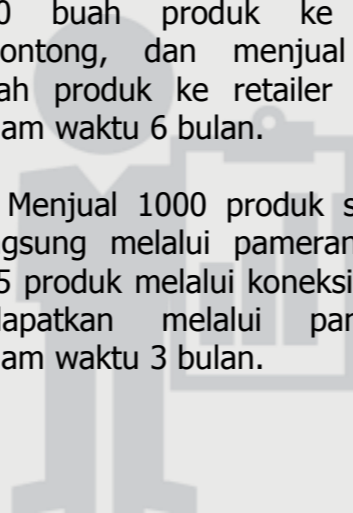 0 buah produk ke
ontong, dan menjual
ah produk ke retailer
am waktu 6 bulan.
Menjual 1000 produk s
gsung melalui pameran
5 produk melalui koneksi
lapatkan melalui par
am waktu 3 bulan.